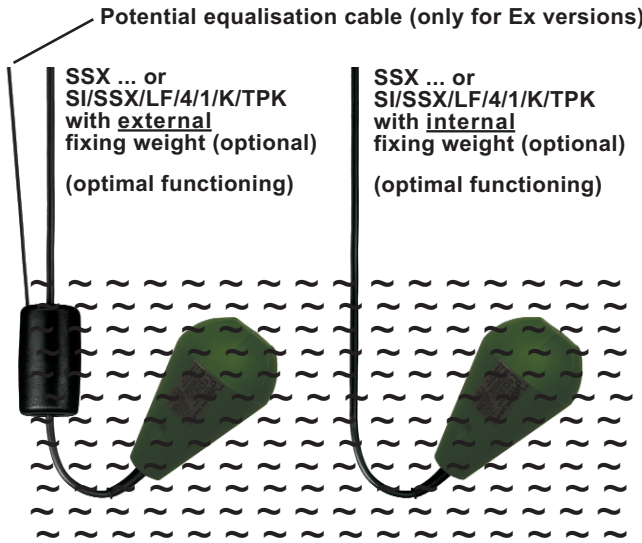 Potential equalisation cable (only for Ex versions)
SSX ... or
SI/SSX/LF/4/1/K/TPK
with external
fixing weight (optional)
(optimal functioning)
SSX ... or
SI/SSX/LF/4/1/K/TPK
with internal
fixing weight (optional)
(optimal functioning)